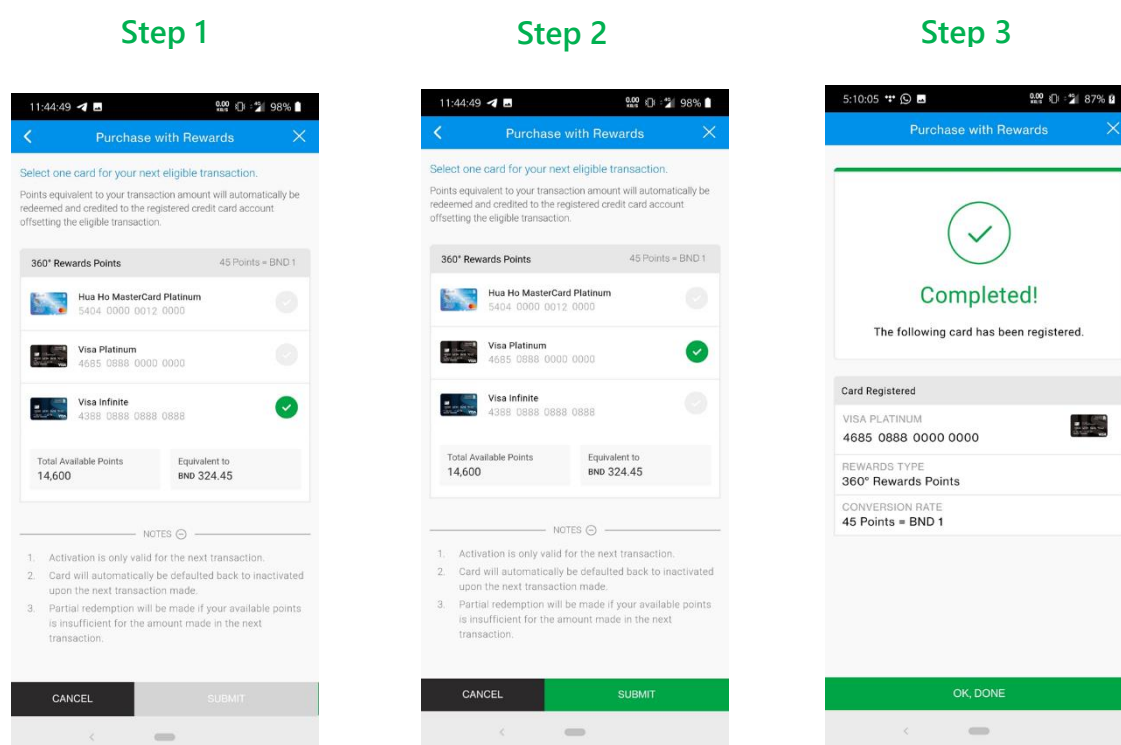 Step 1
11:44:49
0.00
KB/S
98%
Purchase with Rewards
Select one card for your next eligible transaction.
Points equivalent to your transaction amount will automatically be
redeemed and credited to the registered credit card account
offsetting the eligible transaction.
360° Rewards Points
45 Points = BND 1
Hua Ho MasterCard Platinum
5404 0000 0012 0000
Visa Platinum
4685 0888 0000 0000
Visa Infinite
4388 0888 0888 0888
Total Available Points
14,600
Equivalent to
BND 324.45
NOTES
1. Activation is only valid for the next transaction.
2. Card will automatically be defaulted back to inactivated
upon the next transaction made.
3. Partial redemption will be made if your available points
is insufficient for the amount made in the next
transaction.
CANCEL
SUBMIT
Step 2
11:44:49
0.00
KB/S
98%
Purchase with Rewards
Select one card for your next eligible transaction.
Points equivalent to your transaction amount will automatically be
redeemed and credited to the registered credit card account
offsetting the eligible transaction.
360° Rewards Points
45 Points = BND 1
Hua Ho MasterCard Platinum
5404 0000 0012 0000
Visa Platinum
4685 0888 0000 0000
Visa Infinite
4388 0888 0888 0888
Total Available Points
14,600
Equivalent to
BND 324.45
NOTES
1. Activation is only valid for the next transaction.
2. Card will automatically be defaulted back to inactivated
upon the next transaction made.
3. Partial redemption will be made if your available points
is insufficient for the amount made in the next
transaction.
CANCEL
SUBMIT
Step 3
5:10:05
0.00
KB/S
87%
Purchase with Rewards
Completed!
The following card has been registered.
Card Registered
VISA PLATINUM
4685 0888 0000 0000
REWARDS TYPE
360° Rewards Points
CONVERSION RATE
45 Points = BND 1
OK, DONE